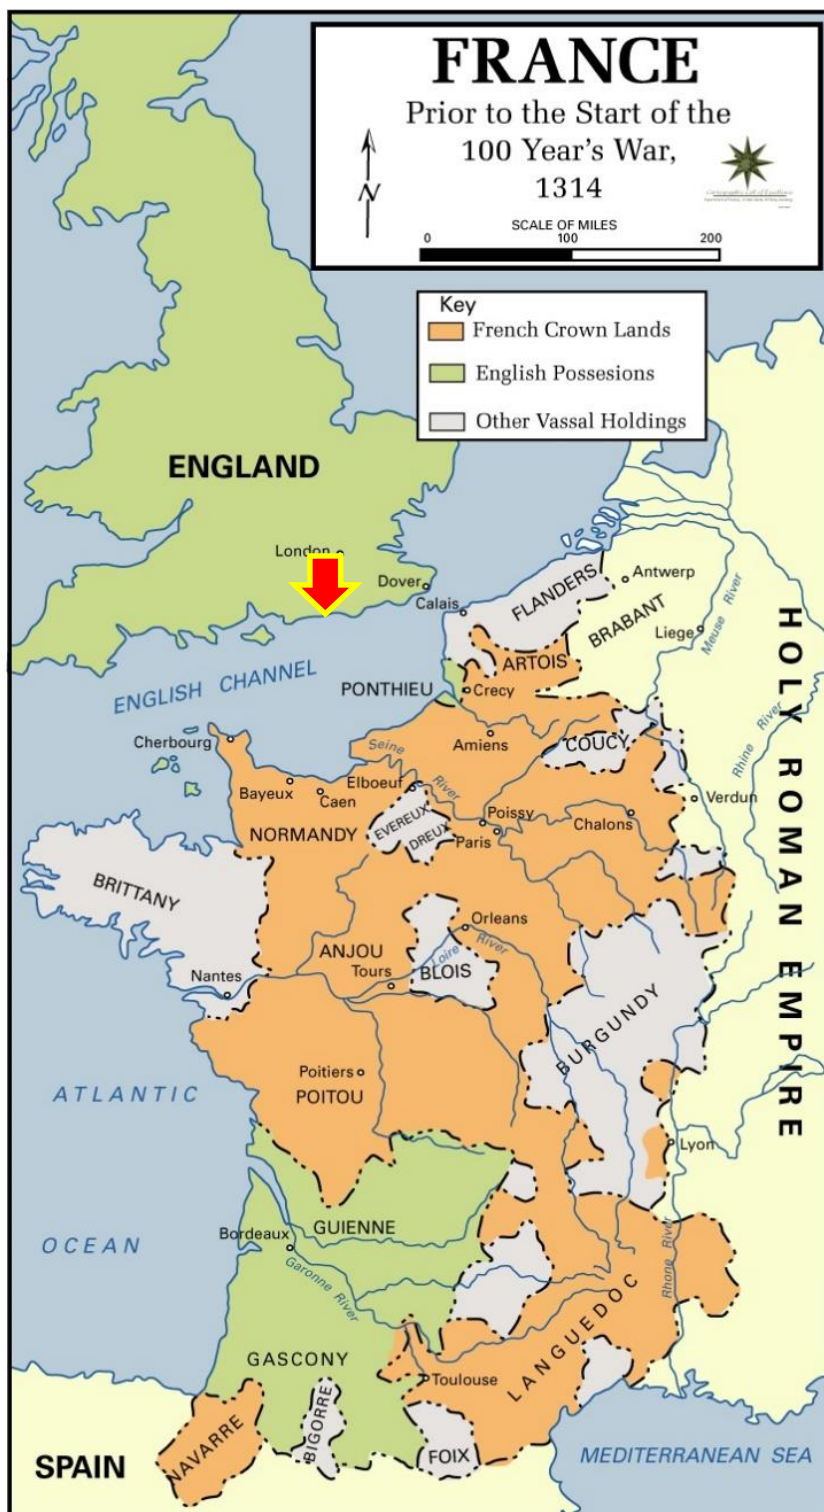 FRANCE
Prior to the Start of the
100 Year's War,
1314
N
SCALE OF MILES
0 100 200
Key
French Crown Lands
English Possesions
Other Vassal Holdings
ENGLAND
London
Dover
Calais
FLANDERS
Antwerp
BRABANT
Liege
Meuse River
HOLY ROMAN EMPIRE
ENGLISH CHANNEL
PONTHIEU
ARTOIS
Crecy
Rhine River
Cherbourg
Seine River
Amiens
COUCY
Bayeux
Caen
Elboeuf
Verdun
NORMANDY
EVEREUX
DREUX
Poissy
Paris
Chalons
BRITTANY
Orleans
ANJOU
Tours
Loire River
BLOIS
Nantes
BURGUNDY
Poitiers
POITOU
ATLANTIC
OCEAN
Lyon
GUIENNE
Bordeaux
Garonne River
Rhone River
LANGUEDOC
GASCONY
Toulouse
NAVARRE
BIGORRE
FOIX
SPAIN
MEDITERRANEAN SEA